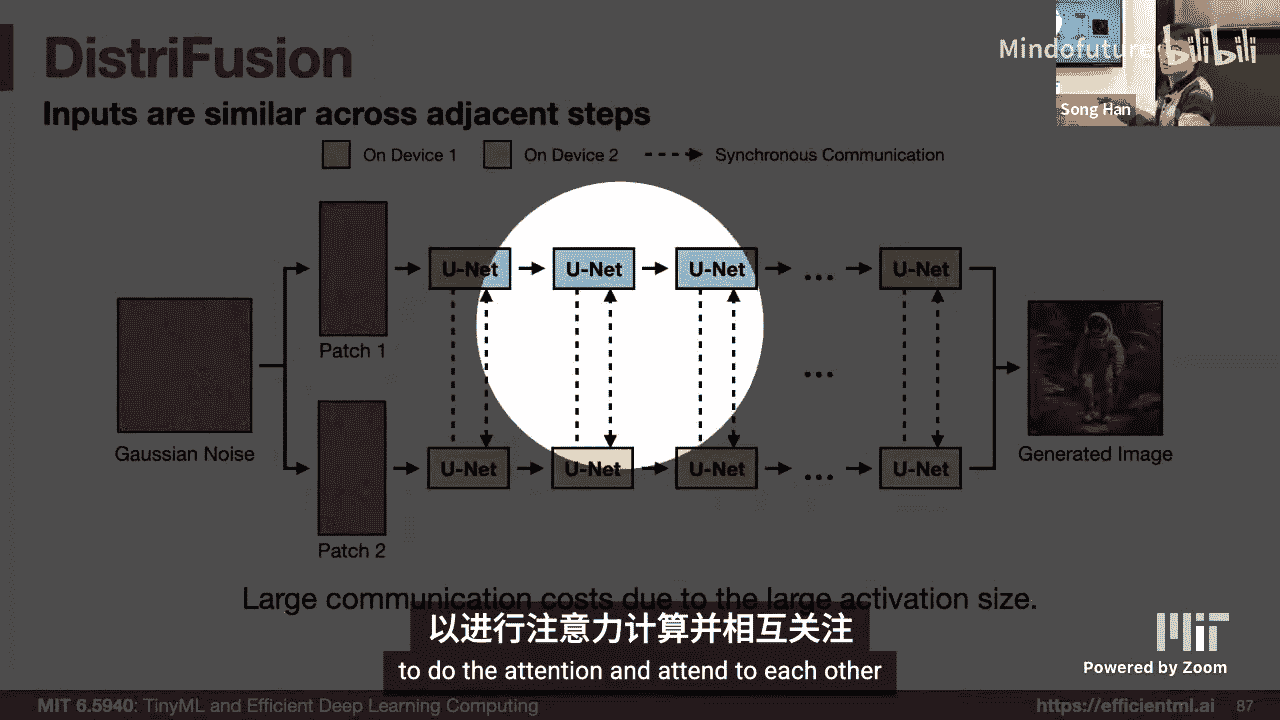 DistriFusion
Mindofuture bilibili
Song Han
Inputs are similar across adjacent steps
On Device 1 On Device 2 Synchronous Communication
Patch 1
U-Net U-Net U-Net ... U-Net
...
Gaussian Noise
Generated Image
U-Net U-Net U-Net ... U-Net
Patch 2
Large communication costs due to the large activation size.
以进行注意力计算并相互关注
to do the attention and attend to each other
MIT
Powered by Zoom
MIT 6.5940: TinyML and Efficient Deep Learning Computing https://efficientml.ai 87